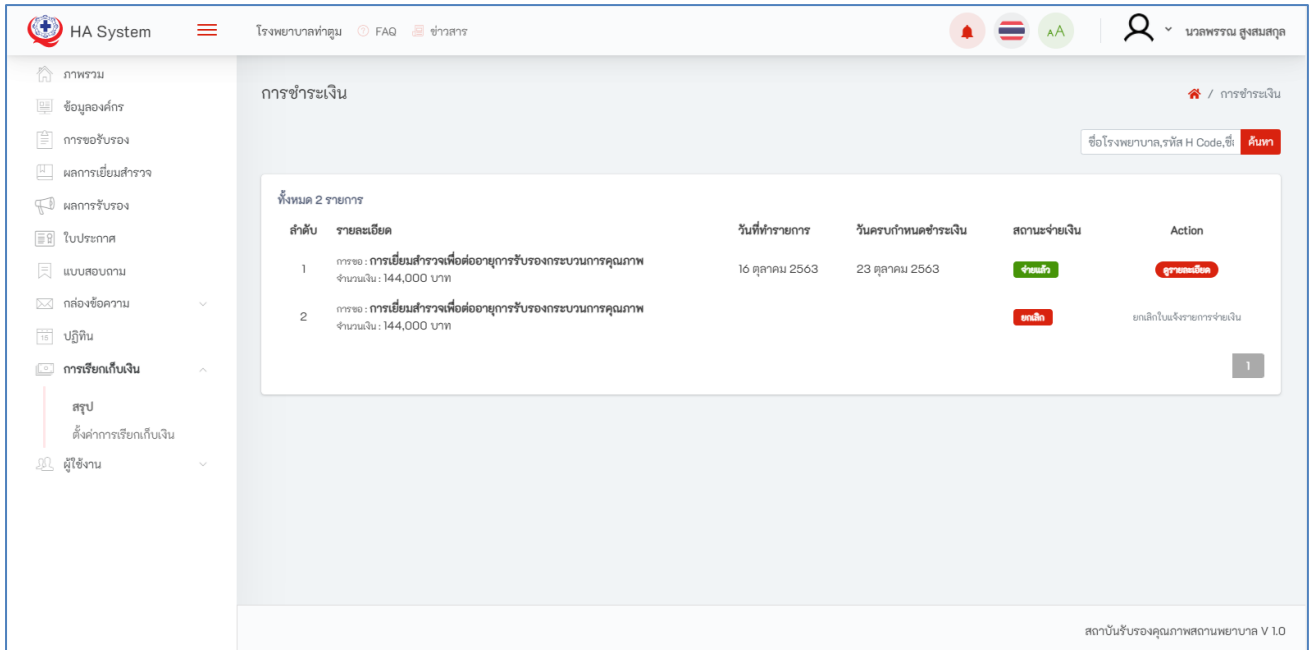 HA System
โรงพยาบาลท่าตูม
FAQ
ข่าวสาร
AA
นวลพรรณ สูงสมสกุล
ภาพรวม
ข้อมูลองค์กร
การขอรับรอง
ผลการเยี่ยมสำรวจ
ผลการรับรอง
ใบประกาศ
แบบสอบถาม
กล่องข้อความ
15 ปฏิทิน
การเรียกเก็บเงิน
สรุป
ตั้งค่าการเรียกเก็บเงิน
ผู้ใช้งาน
การชำระเงิน
/ การชำระเงิน
ชื่อโรงพยาบาล,รหัส H Code,ชื่ ค้นหา
ทั้งหมด 2 รายการ
ลำดับ รายละเอียด วันที่ทำรายการ วันครบกำหนดชำระเงิน สถานะจ่ายเงิน Action
1 การขอ : การเยี่ยมสำรวจเพื่อต่ออายุการรับรองกระบวนการคุณภาพ 16 ตุลาคม 2563 23 ตุลาคม 2563 จ่ายแล้ว ดูรายละเอียด
จำนวนเงิน : 144,000 บาท
2 การขอ : การเยี่ยมสำรวจเพื่อต่ออายุการรับรองกระบวนการคุณภาพ ยกเลิก ยกเลิกใบแจ้งรายการจ่ายเงิน
จำนวนเงิน : 144,000 บาท
1
สถาบันรับรองคุณภาพสถานพยาบาล V 1.0